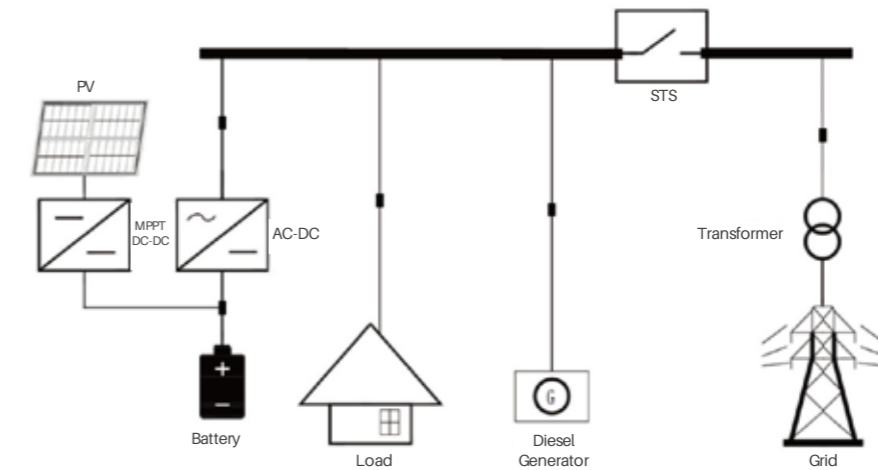 STS
PV
MPPT
DC-DC
AC-DC
Transformer
G
Battery
Load
Diesel
Generator
Grid